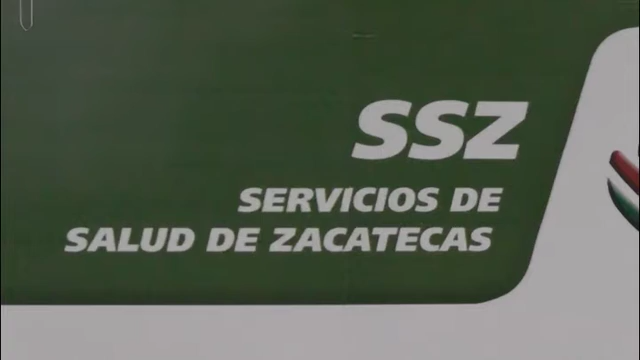 SSZ
SERVICIOS DE
SALUD DE ZACATECAS